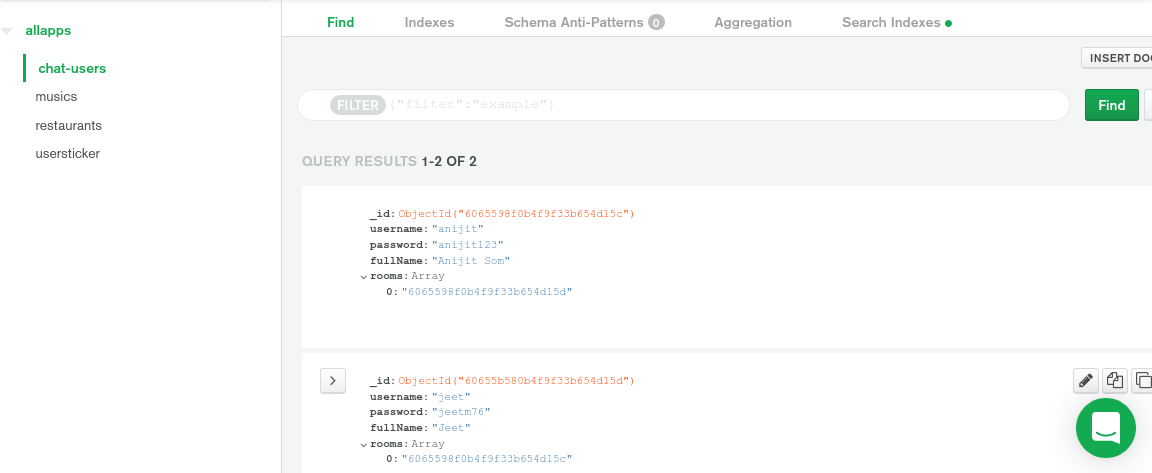 allapps
chat-users
musics
restaurants
usersticker
Find Indexes Schema Anti-Patterns 0 Aggregation Search Indexes
INSERT DOC
FILTER {"filter":"example"}
Find
QUERY RESULTS 1-2 OF 2
_id:ObjectId("6065598f0b4f9f33b654d15c")
username:"anijit"
password:"anijit123"
fullName:"Anijit Som"
rooms:Array
0:"6065598f0b4f9f33b654d15d"
_id:ObjectId("60655b580b4f9f33b654d15d")
username:"jeet"
password:"jeetm76"
fullName:"Jeet"
rooms:Array
0:"6065598f0b4f9f33b654d15c"